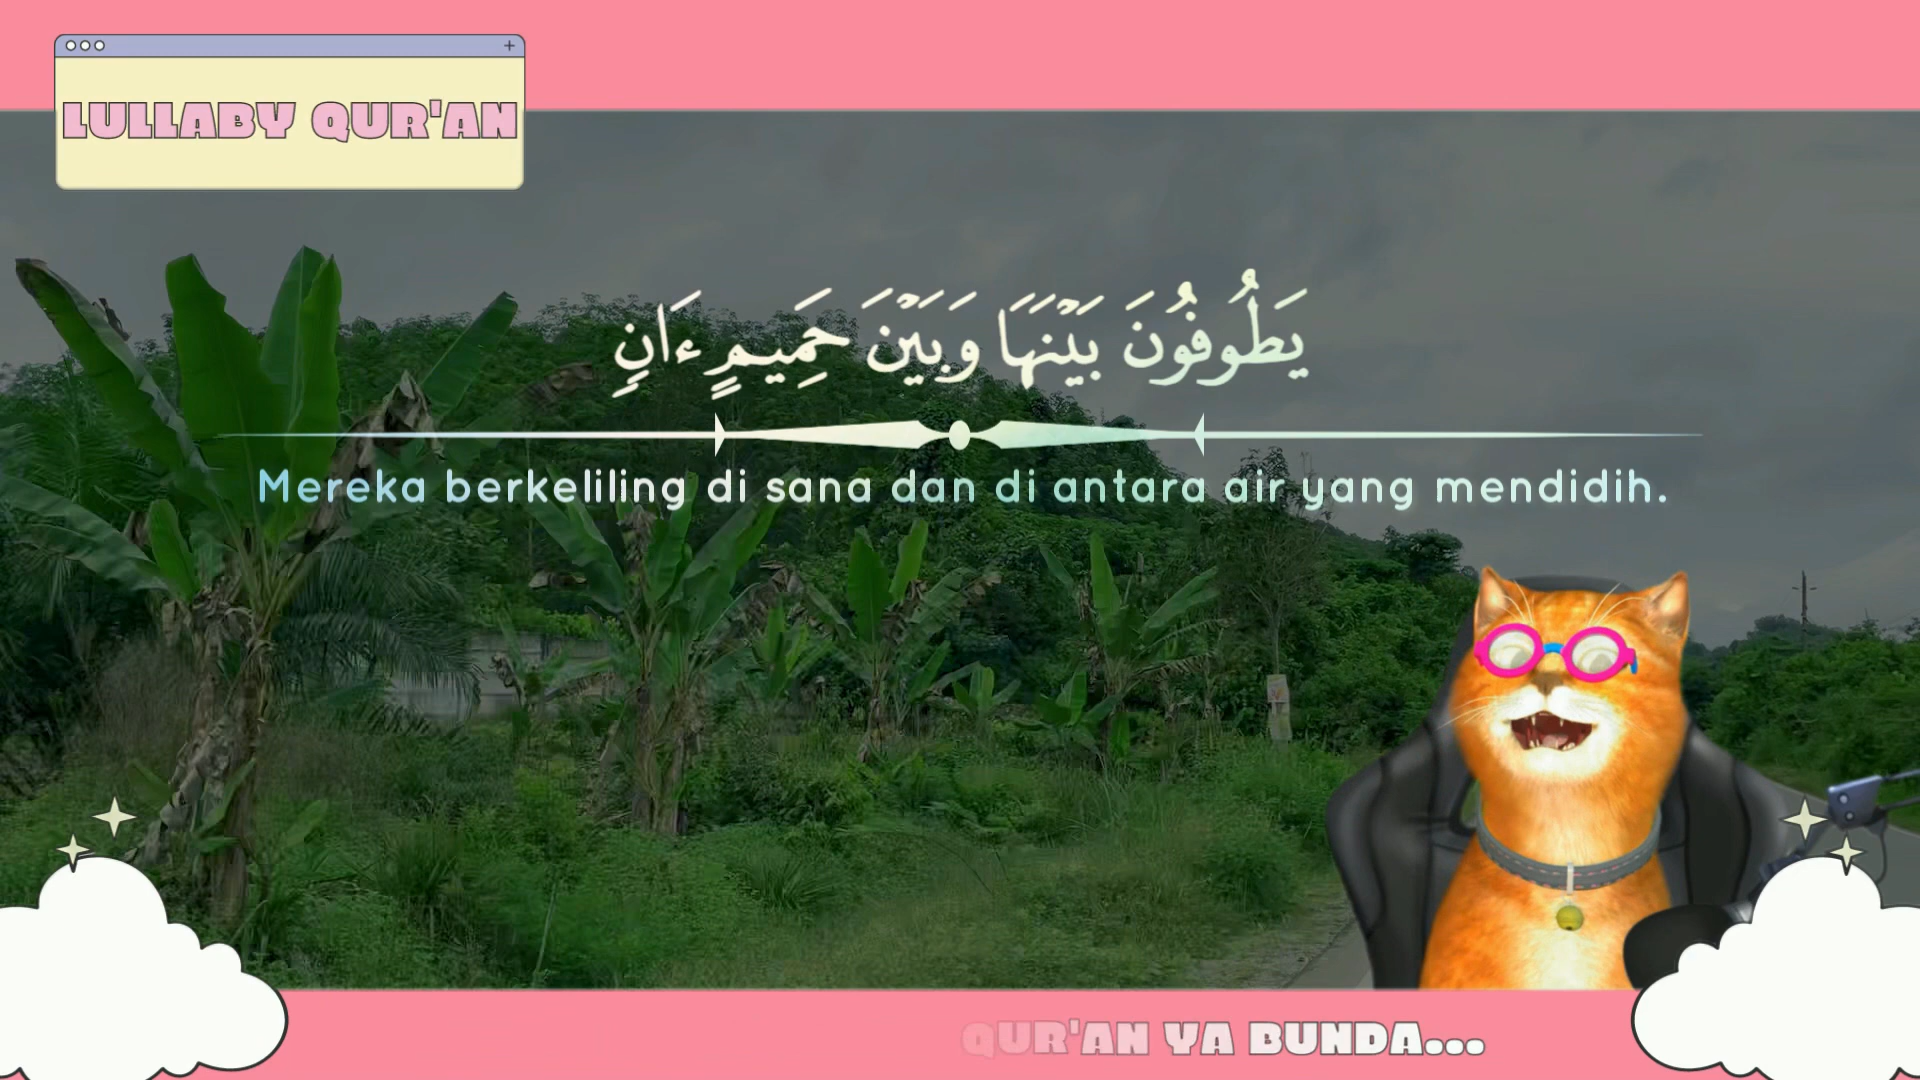 LULLABY QUR'AN
يَطُوفُونَ بَيۡنَهَا وَبَيۡنَ حَمِيمٍ ءَانٖ
Mereka berkeliling di sana dan di antara air yang mendidih.
QUR'AN YA BUNDA...